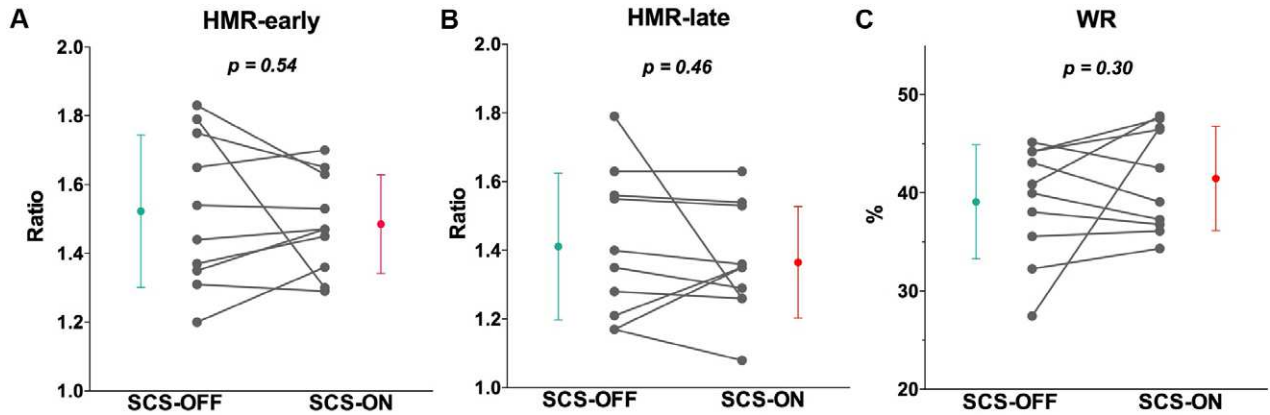 A
HMR-early
p = 0.54
2.0
1.8
1.6
1.4
1.2
1.0
Ratio
SCS-OFF
SCS-ON
B
HMR-late
p = 0.46
2.0
1.8
1.6
1.4
1.2
1.0
Ratio
SCS-OFF
SCS-ON
C
WR
p = 0.30
50
40
30
20
%
SCS-OFF
SCS-ON